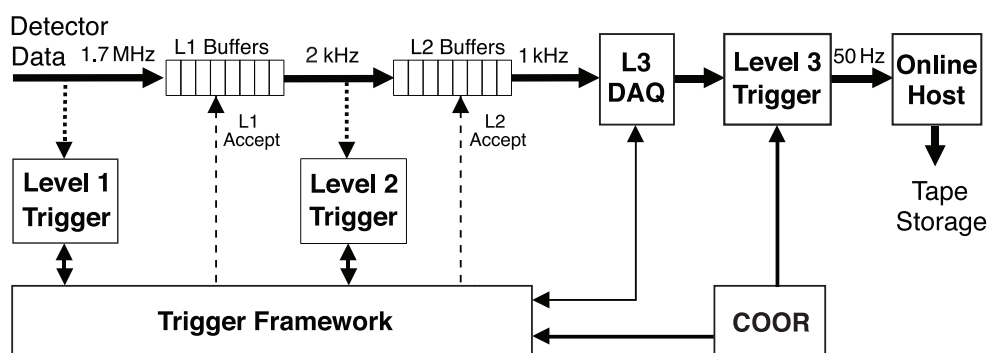 Detector
Data
1.7 MHz
L1 Buffers
2 kHz
L2 Buffers
1 kHz
L3
DAQ
Level 3
Trigger
50 Hz
Online
Host
L1
Accept
L2
Accept
Level 1
Trigger
Level 2
Trigger
Tape
Storage
Trigger Framework
COOR